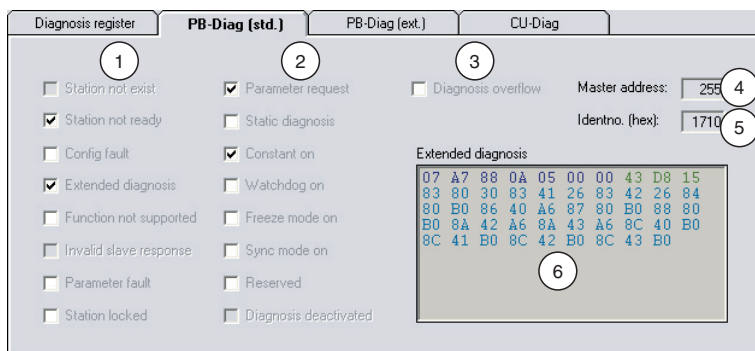 Diagnosis register PB-Diag (std.) PB-Diag (ext.) CU-Diag
1 2 3
Station not exist Parameter request Diagnosis overflow Master address: 255 4
Station not ready Static diagnosis Identno. (hex): 1710 5
Config fault Constant on Extended diagnosis
Extended diagnosis Watchdog on
Function not supported Freeze mode on
Invalid slave response Sync mode on
Parameter fault Reserved
Station locked Diagnosis deactivated
07 A7 88 0A 05 00 00 43 D8 15
83 80 30 83 41 26 83 42 26 84
80 B0 86 40 A6 87 80 B0 88 80
B0 8A 42 A6 8A 43 A6 8C 40 B0
8C 41 B0 8C 42 B0 8C 43 B0
6